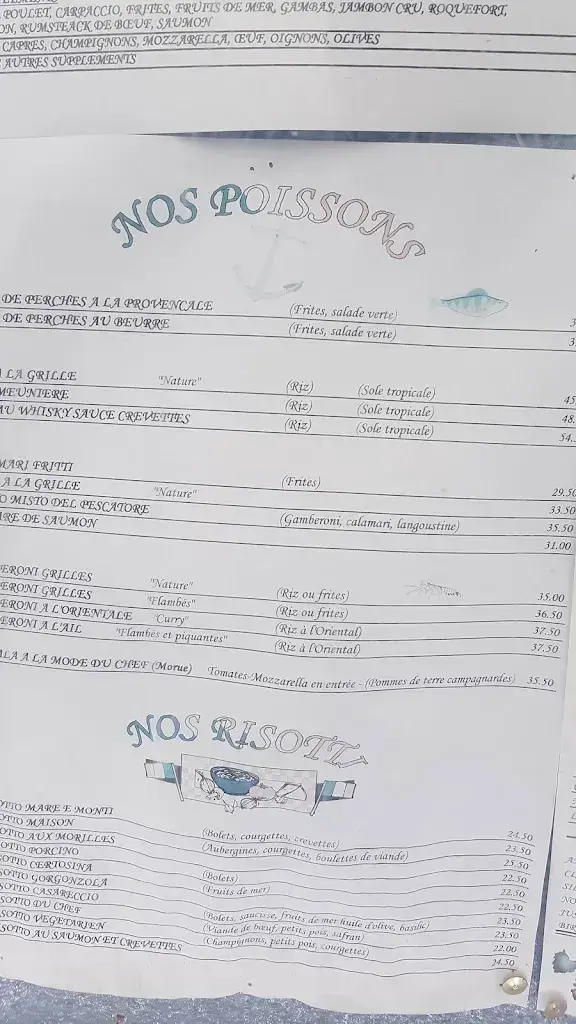 POULET, CARPACCIO, FRITES, FRUITS DE MER, GAMBAS, JAMBON CRU, ROQUEFORT,
ON, RUMSTEACK DE BŒUF, SAUMON
CAPRES, CHAMPIGNONS, MOZZARELLA, ŒUF, OIGNONS, OLIVES
AUTRES SUPPLEMENTS
NOS POISSONS
DE PERCHES A LA PROVENCALE (Frites, salade verte) 3
DE PERCHES AU BEURRE (Frites, salade verte) 3
A LA GRILLE "Nature" (Riz) (Sole tropicale) 45
MEUNIERE (Riz) (Sole tropicale) 48.
AU WHISKY SAUCE CREVETTES (Riz) (Sole tropicale) 54.
MARI FRITTI (Frites) 29.50
A LA GRILLE "Nature" 33.50
O MISTO DEL PESCATORE (Gamberoni, calamari, langoustine) 35.50
ARE DE SAUMON 31.00
ERONI GRILLES "Nature" (Riz ou frites) 35.00
ERONI GRILLES "Flambés" (Riz ou frites) 36.50
ERONI A L'ORIENTALE "Curry" (Riz à l'Oriental) 37.50
ERONI A L'AIL "Flambés et piquantes" (Riz à l'Oriental) 37.50
ALA A LA MODE DU CHEF (Morue) Tomates-Mozzarella en entrée - (Pommes de terre campagnardes) 35.50
NOS RISOTTI
OTTO MARE E MONTI (Bolets, courgettes, crevettes) 24.50
OTTO MAISON (Aubergines, courgettes, boulettes de viande) 23.50
OTTO AUX MORILLES 25.50
OTTO PORCINO (Bolets) 22.50
SOTTO CERTOSINA (Fruits de mer) 22.50
SOTTO GORGONZOLA 22.50
SOTTO CASARECCIO (Bolets, saucisse, fruits de mer huile d'olive, basilic) 23.50
SOTTO DU CHEF (Viande de bœuf, petits pois, safran) 23.50
SOTTO VEGETARIEN (Champignons, petits pois, courgettes) 22.00
SOTTO AU SAUMON ET CREVETTES 24.50